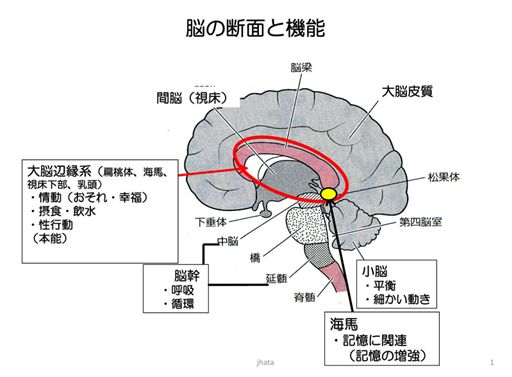 脳の断面と機能
脳梁
間脳（視床）
大脳皮質
大脳辺縁系（扁桃体、海馬、
視床下部、乳頭）
・情動（おそれ・幸福）
・摂食・飲水
・性行動
（本能）
松果体
下垂体
第四脳室
中脳
橋
小脳
・平衡
・細かい動き
脳幹
・呼吸
・循環
延髄
脊髄
海馬
・記憶に関連
（記憶の増強）
jhata
1